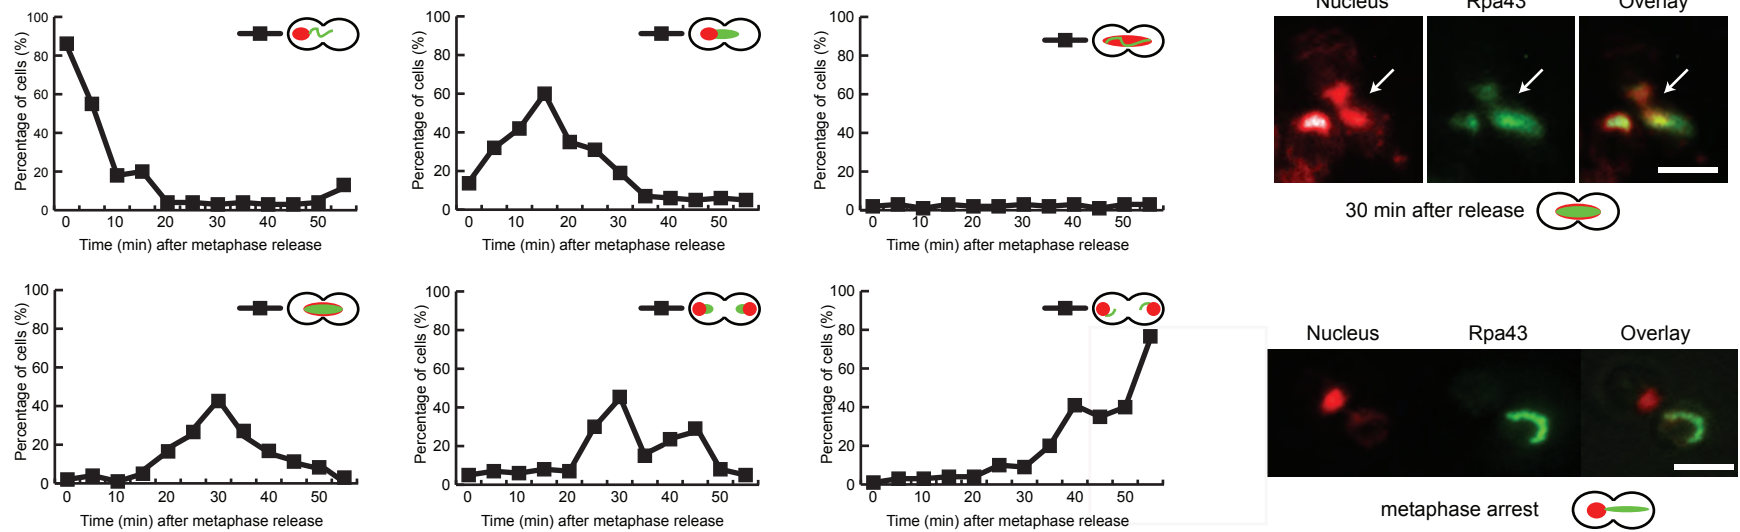 Nucleus Rpa43 Overlay
Percentage of cells (%)
100
80
60
40
20
0
0 10 20 30 40 50
Time (min) after metaphase release
Percentage of cells (%)
100
80
60
40
20
0
0 10 20 30 40 50
Time (min) after metaphase release
Percentage of cells (%)
100
80
60
40
20
0
0 10 20 30 40 50
Time (min) after metaphase release
30 min after release
Percentage of cells (%)
100
80
60
40
20
0
0 10 20 30 40 50
Time (min) after metaphase release
Percentage of cells (%)
100
80
60
40
20
0
0 10 20 30 40 50
Time (min) after metaphase release
Percentage of cells (%)
100
80
60
40
20
0
0 10 20 30 40 50
Time (min) after metaphase release
Nucleus Rpa43 Overlay
metaphase arrest